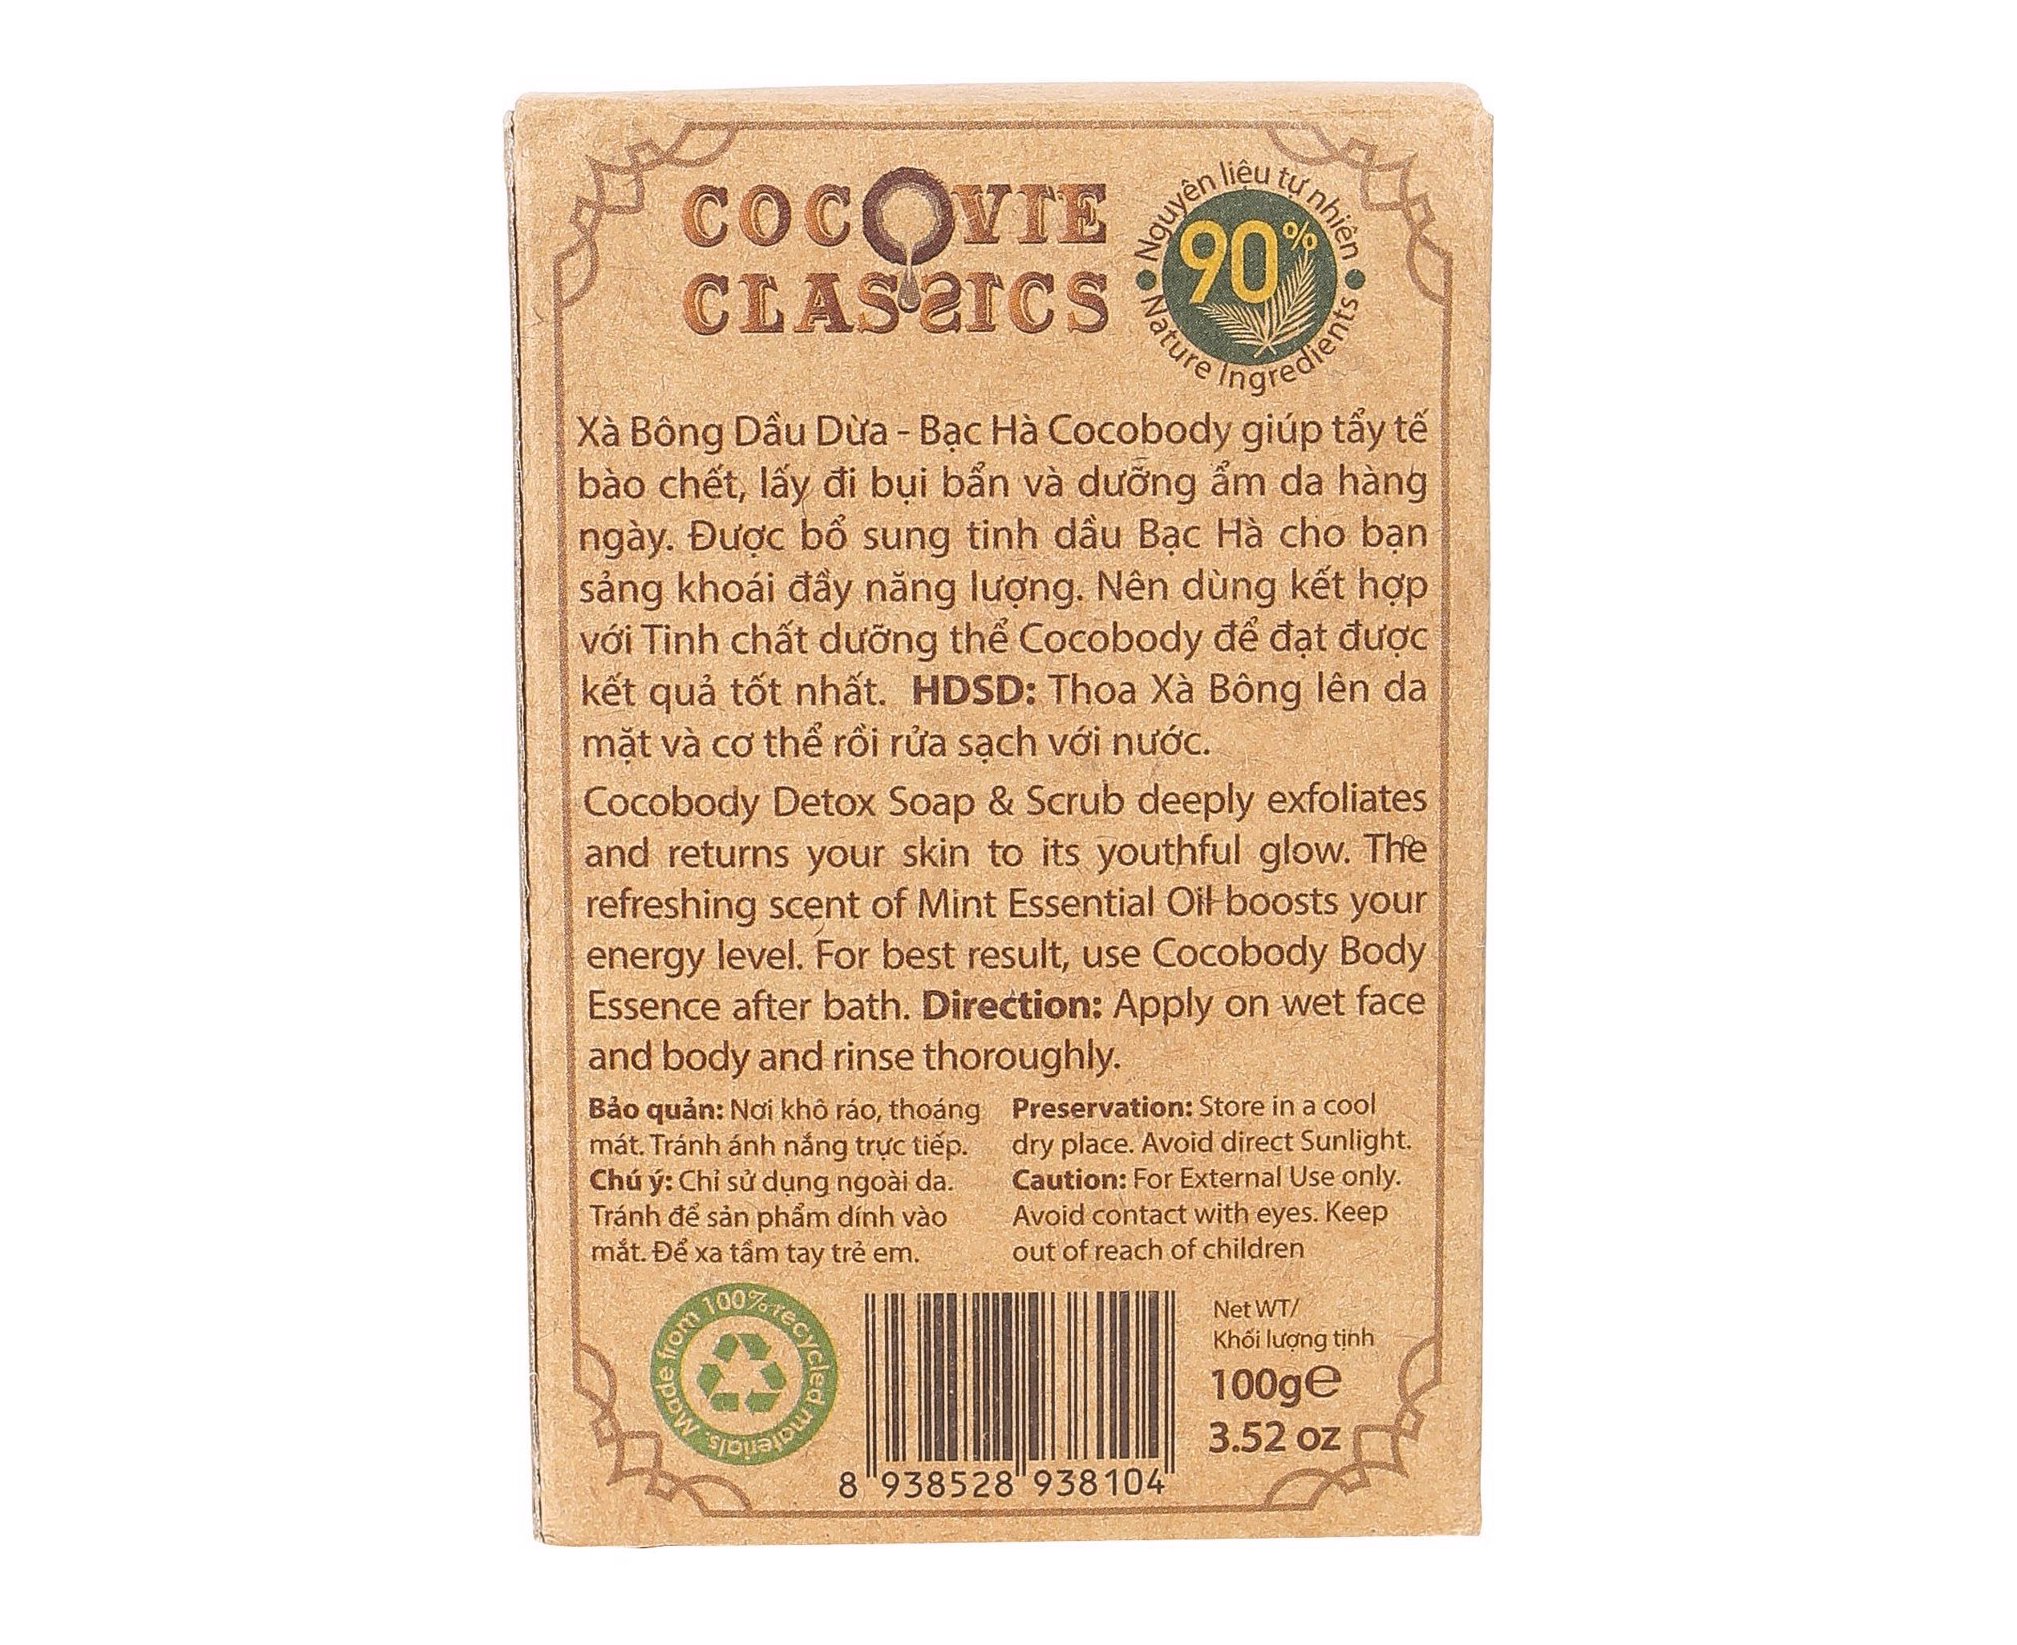 COCOVIE
CLASSICS
Nguyên liệu tự nhiên
90%
Nature Ingredients
Xà Bông Dầu Dừa - Bạc Hà Cocobody giúp tẩy tế
bào chết, lấy đi bụi bẩn và dưỡng ẩm da hàng
ngày. Được bổ sung tinh dầu Bạc Hà cho bạn
sảng khoái đầy năng lượng. Nên dùng kết hợp
với Tinh chất dưỡng thể Cocobody để đạt được
kết quả tốt nhất. HDSD: Thoa Xà Bông lên da
mặt và cơ thể rồi rửa sạch với nước.
Cocobody Detox Soap & Scrub deeply exfoliates
and returns your skin to its youthful glow. The
refreshing scent of Mint Essential Oil boosts your
energy level. For best result, use Cocobody Body
Essence after bath. Direction: Apply on wet face
and body and rinse thoroughly.
Bảo quản: Nơi khô ráo, thoáng
mát. Tránh ánh nắng trực tiếp.
Chú ý: Chỉ sử dụng ngoài da.
Tránh để sản phẩm dính vào
mắt. Để xa tầm tay trẻ em.
Preservation: Store in a cool
dry place. Avoid direct Sunlight.
Caution: For External Use only.
Avoid contact with eyes. Keep
out of reach of children
Made from 100% recycled materials.
8 938528 938104
Net WT/
Khối lượng tịnh
100g℮
3.52 oz